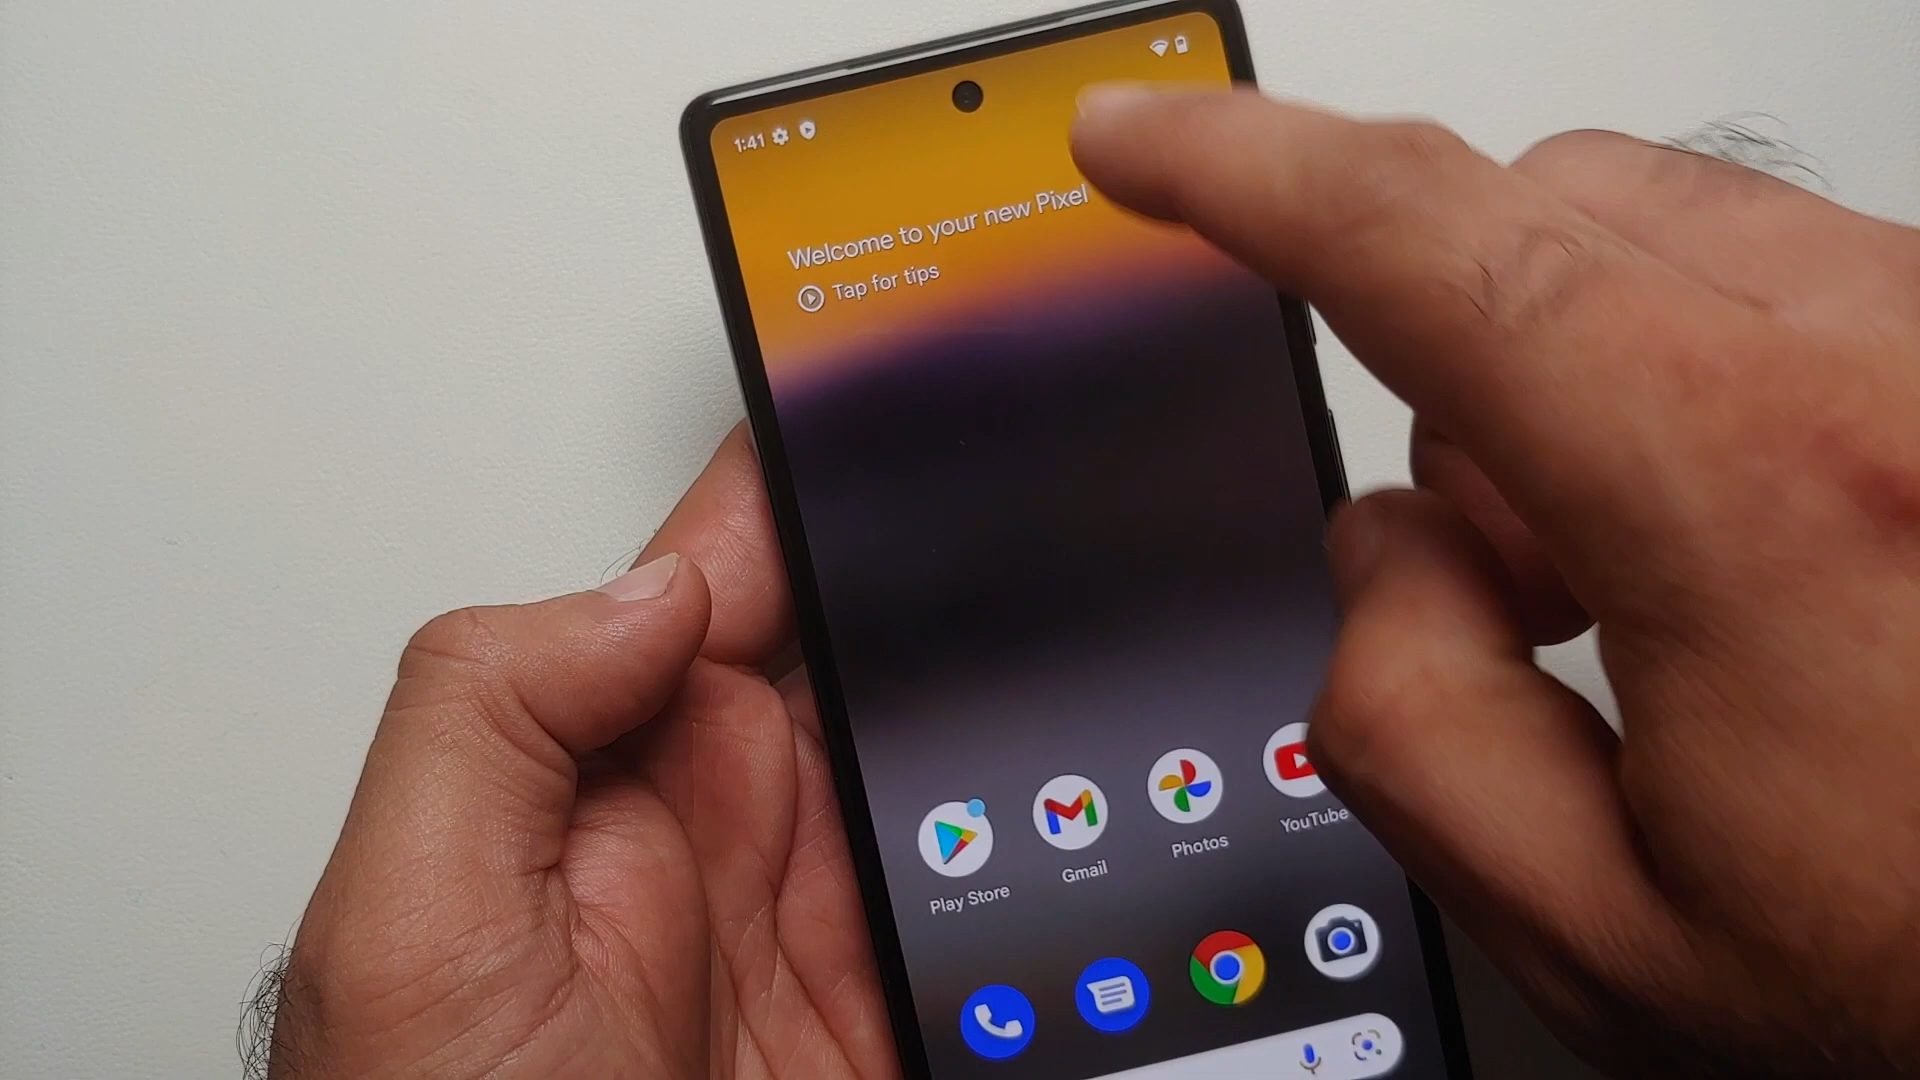 1:41
Welcome to your new Pixel
Tap for tips
Play Store
Gmail
Photos
YouTube